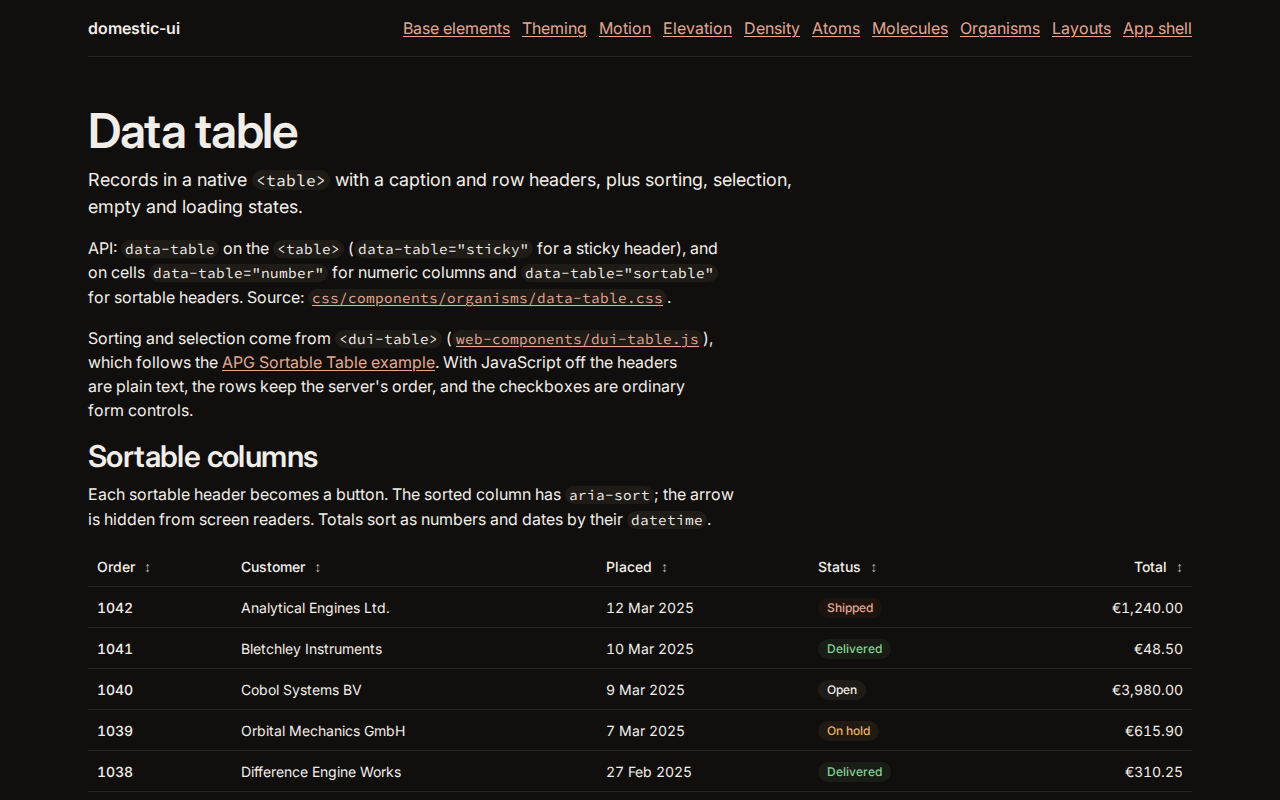 domestic-ui Base elements Theming Motion Elevation Density Atoms Molecules Organisms Layouts App shell
Data table
Records in a native <table> with a caption and row headers, plus sorting, selection,
empty and loading states.
API: data-table on the <table> ( data-table="sticky" for a sticky header), and
on cells data-table="number" for numeric columns and data-table="sortable"
for sortable headers. Source: css/components/organisms/data-table.css .
Sorting and selection come from <dui-table> ( web-components/dui-table.js ),
which follows the APG Sortable Table example. With JavaScript off the headers
are plain text, the rows keep the server's order, and the checkboxes are ordinary
form controls.
Sortable columns
Each sortable header becomes a button. The sorted column has aria-sort ; the arrow
is hidden from screen readers. Totals sort as numbers and dates by their datetime .
Order ↕ Customer ↕ Placed ↕ Status ↕ Total ↕
1042 Analytical Engines Ltd. 12 Mar 2025 Shipped €1,240.00
1041 Bletchley Instruments 10 Mar 2025 Delivered €48.50
1040 Cobol Systems BV 9 Mar 2025 Open €3,980.00
1039 Orbital Mechanics GmbH 7 Mar 2025 On hold €615.90
1038 Difference Engine Works 27 Feb 2025 Delivered €310.25